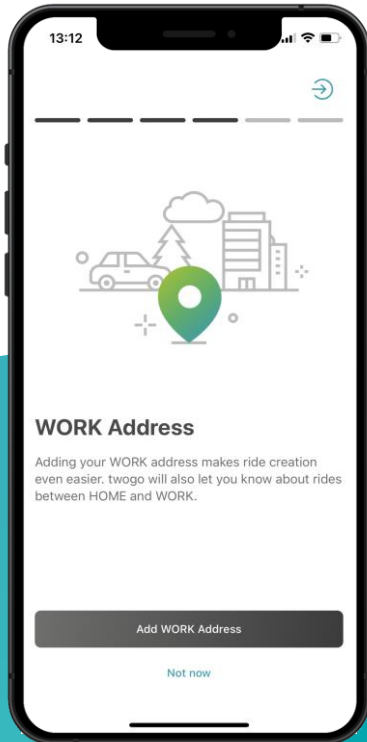 13:12
WORK Address
Adding your WORK address makes ride creation
even easier. twogo will also let you know about rides
between HOME and WORK.
Add WORK Address
Not now